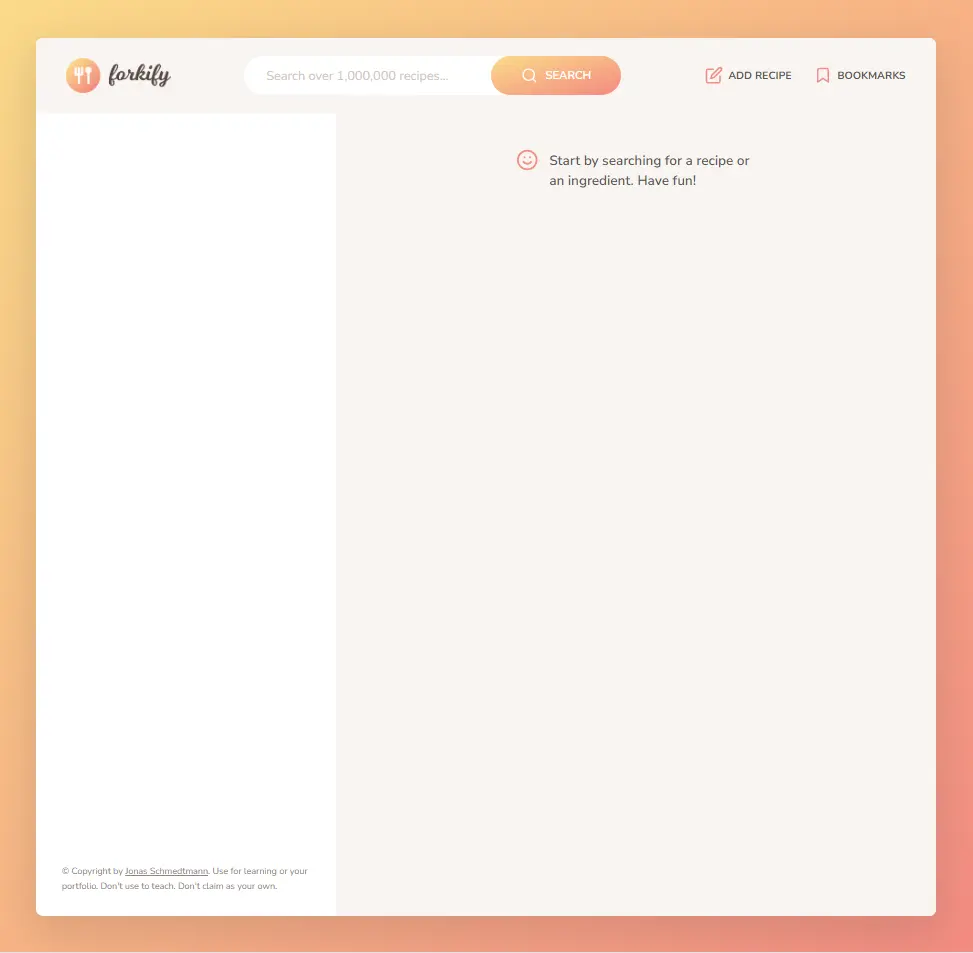 forkify
Search over 1,000,000 recipes...
SEARCH
ADD RECIPE
BOOKMARKS
Start by searching for a recipe or
an ingredient. Have fun!
© Copyright by Jonas Schmedtmann. Use for learning or your
portfolio. Don't use to teach. Don't claim as your own.